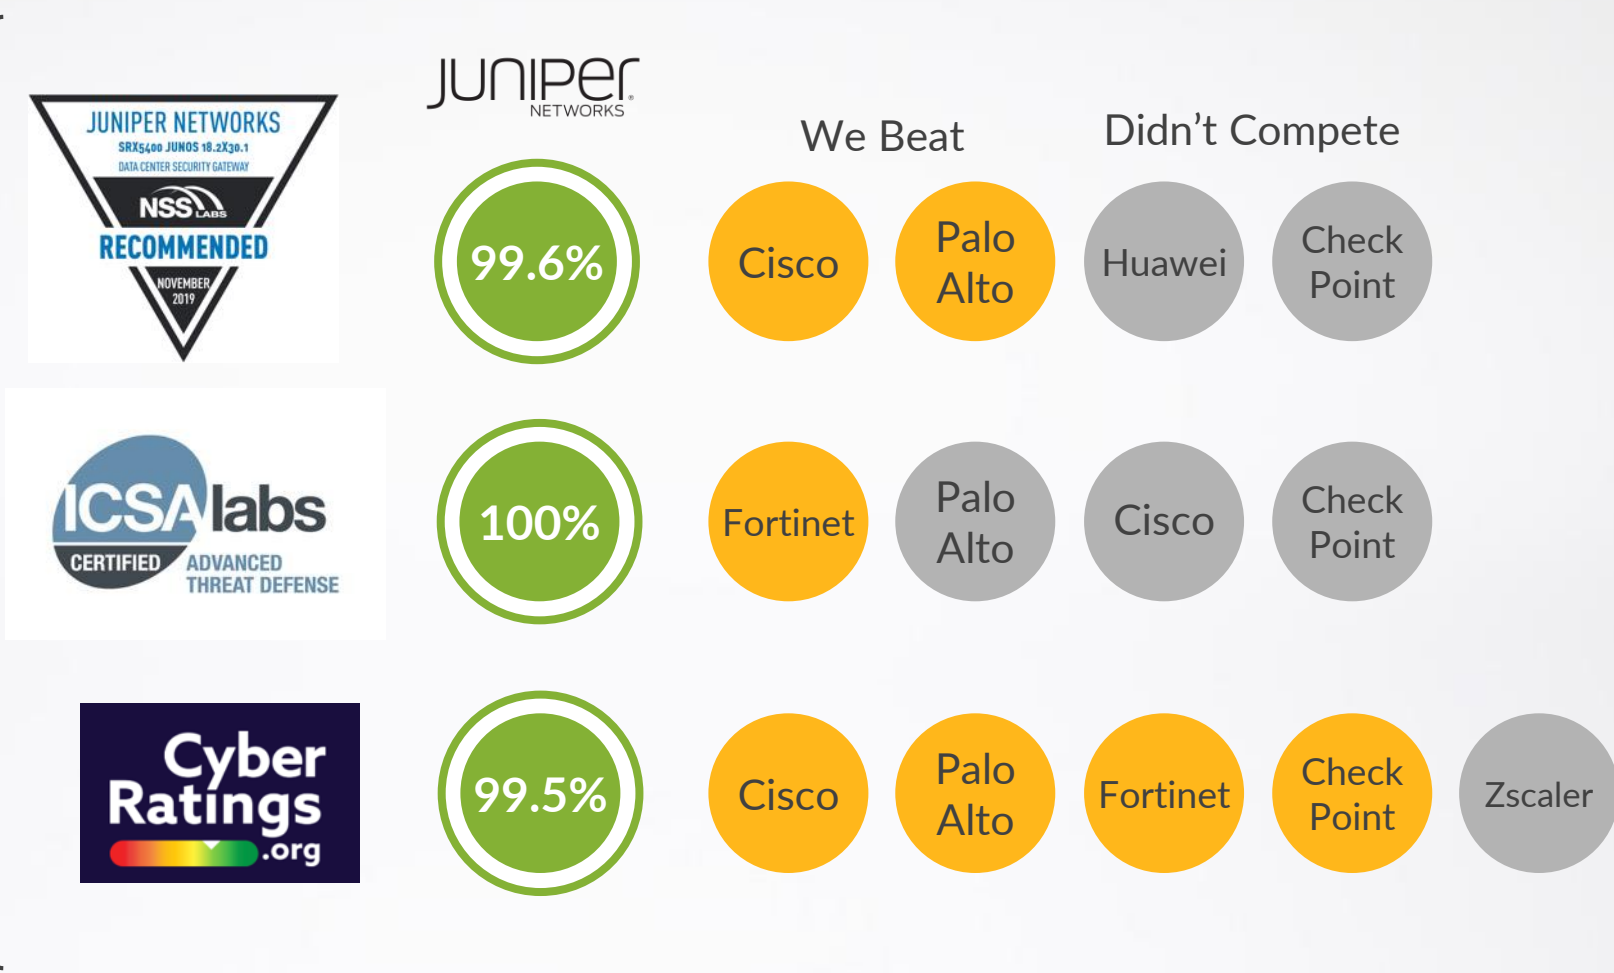 JUNIPER
NETWORKS
We Beat
Didn't Compete
JUNIPER NETWORKS
SRX5400 JUNOS 18.2X30.1
DATA CENTER SECURITY GATEWAY
NSS LABS
RECOMMENDED
NOVEMBER
2019
99.6%
Cisco
Palo
Alto
Huawei
Check
Point
ICSA labs
CERTIFIED
ADVANCED
THREAT DEFENSE
100%
Fortinet
Palo
Alto
Cisco
Check
Point
Cyber
Ratings
.org
99.5%
Cisco
Palo
Alto
Fortinet
Check
Point
Zscaler